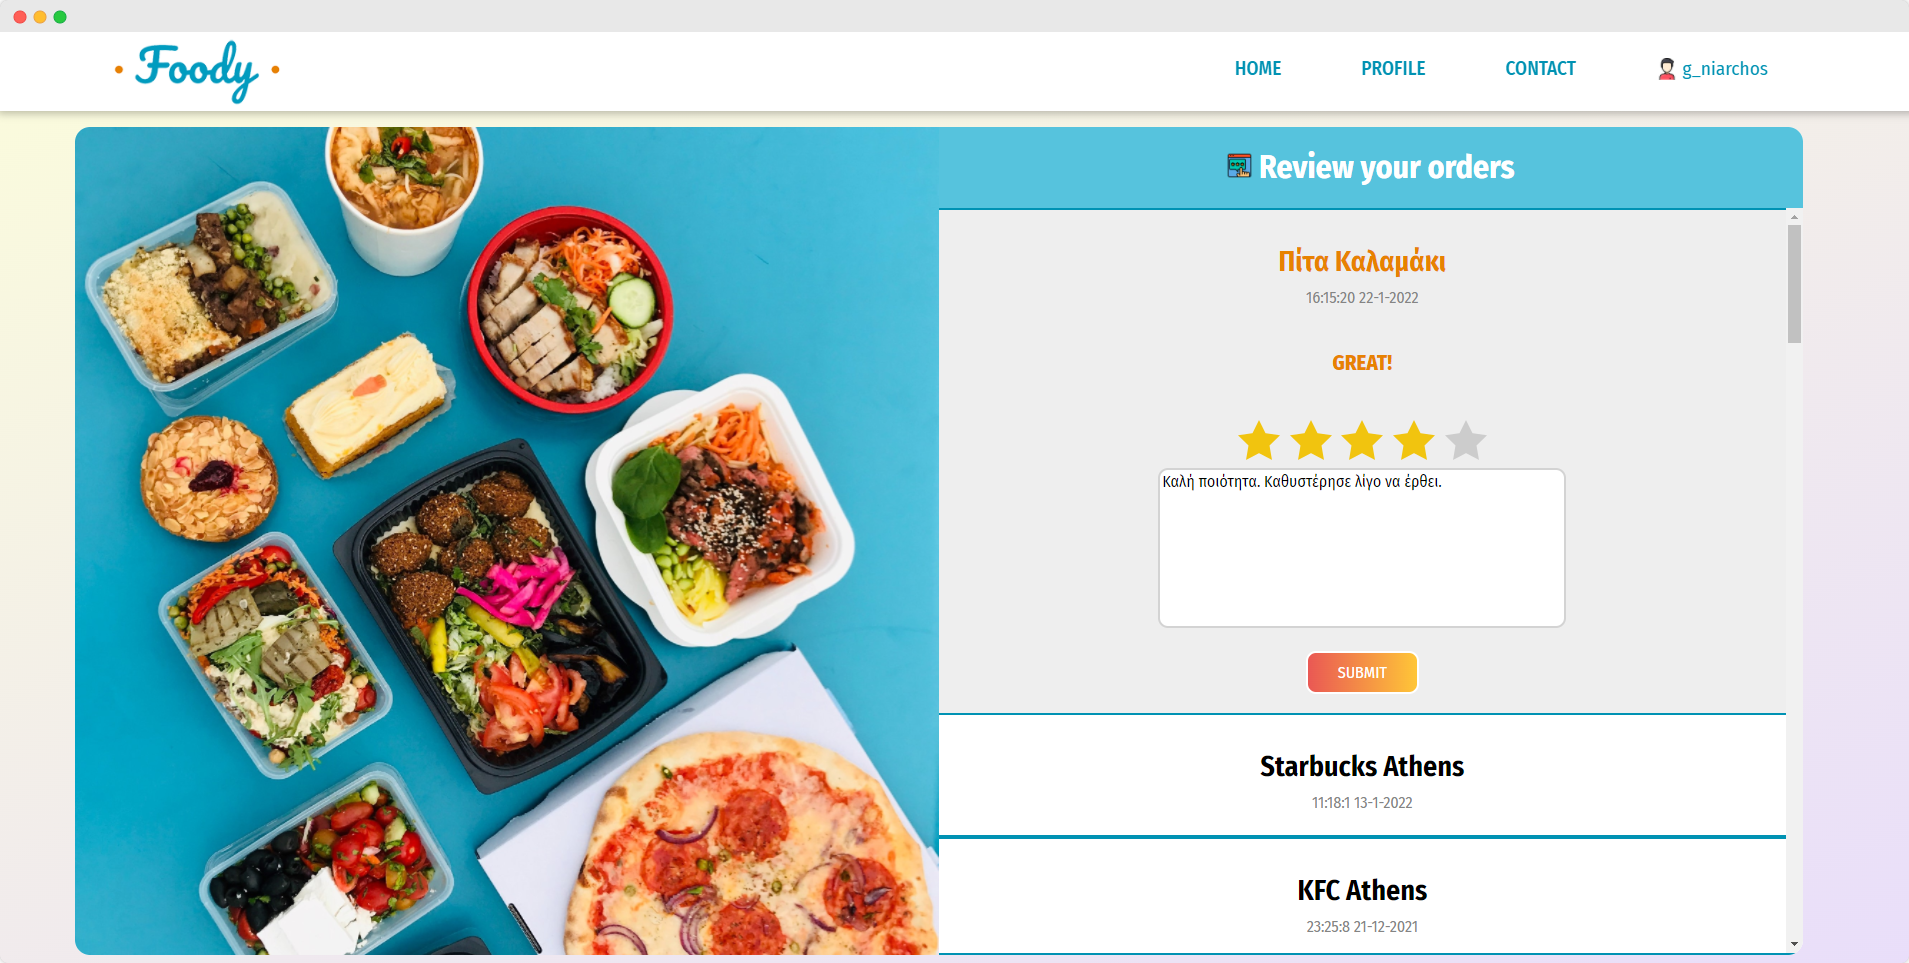 Foody
HOME
PROFILE
CONTACT
g_niarchos
Review your orders
Πίτα Καλαμάκι
16:15:20 22-1-2022
GREAT!
Καλή ποιότητα. Καθυστέρησε λίγο να έρθει.
SUBMIT
Starbucks Athens
11:18:1 13-1-2022
KFC Athens
23:25:8 21-12-2021